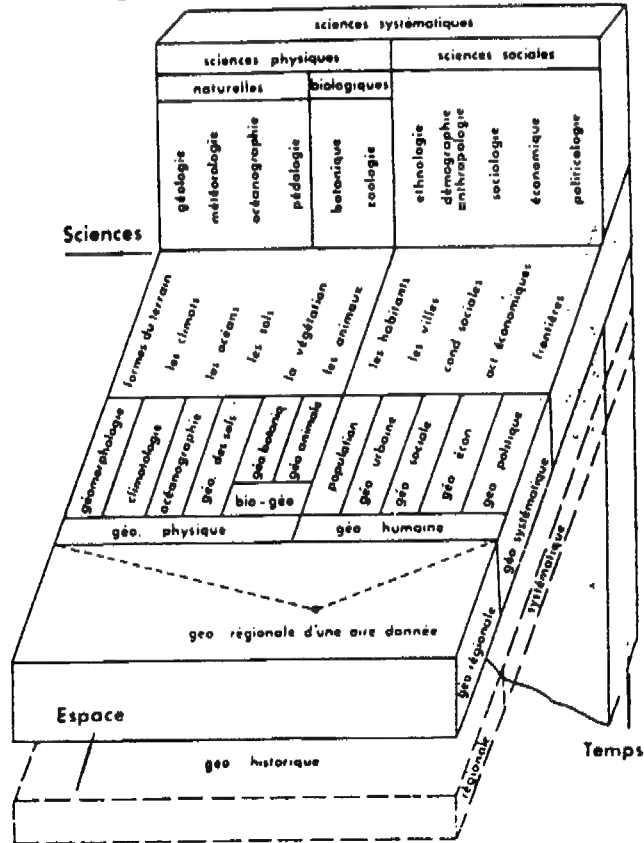 sciences systématiques
sciences physiques
sciences sociales
naturelles
biologiques
géologie
météorologie
océanographie
pédalogie
botanique
zoologie
ethnologie
démographie
anthropologie
sociologie
économique
politicologie
Sciences
formes du terrain
les climats
les océans
les sols
la végétation
les animaux
les habitants
les villes
cond sociales
act économiques
frontières
géomorphologie
climatologie
océanographie
géo. des sols
géo botaniq
géo animale
bio-géo
population
géo urbaine
géo sociale
géo écon
geo politique
géo systématique
systématique
géo. physique
géo humaine
geo régionale d'une aire donnée
géo régionale
régionale
Espace
géo historique
Temps